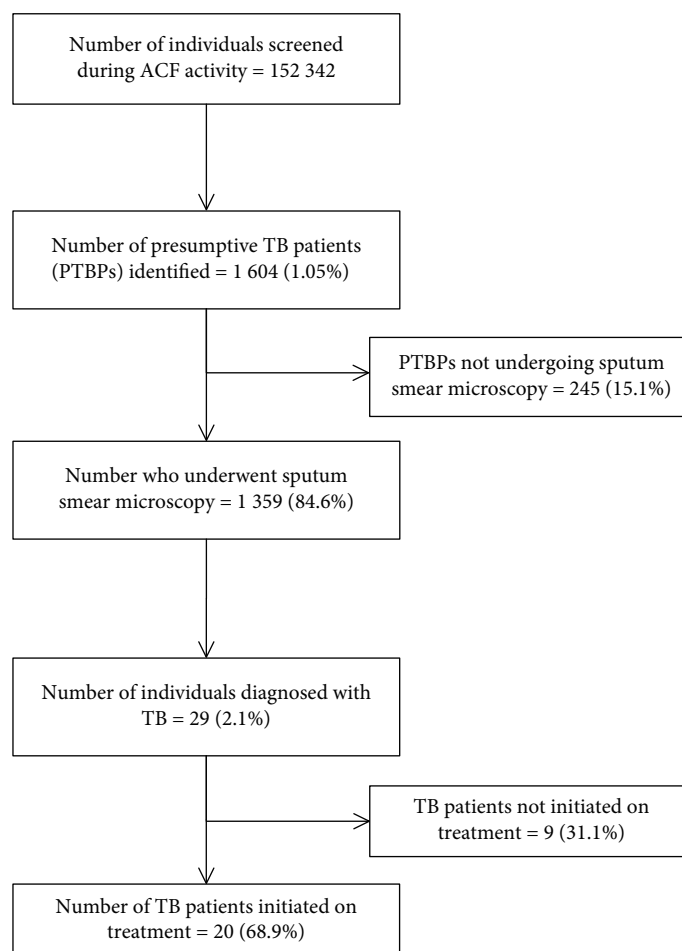 Number of individuals screened
during ACF activity = 152 342
Number of presumptive TB patients
(PTBPs) identified = 1 604 (1.05%)
PTBPs not undergoing sputum
smear microscopy = 245 (15.1%)
Number who underwent sputum
smear microscopy = 1 359 (84.6%)
Number of individuals diagnosed with
TB = 29 (2.1%)
TB patients not initiated on
treatment = 9 (31.1%)
Number of TB patients initiated on
treatment = 20 (68.9%)